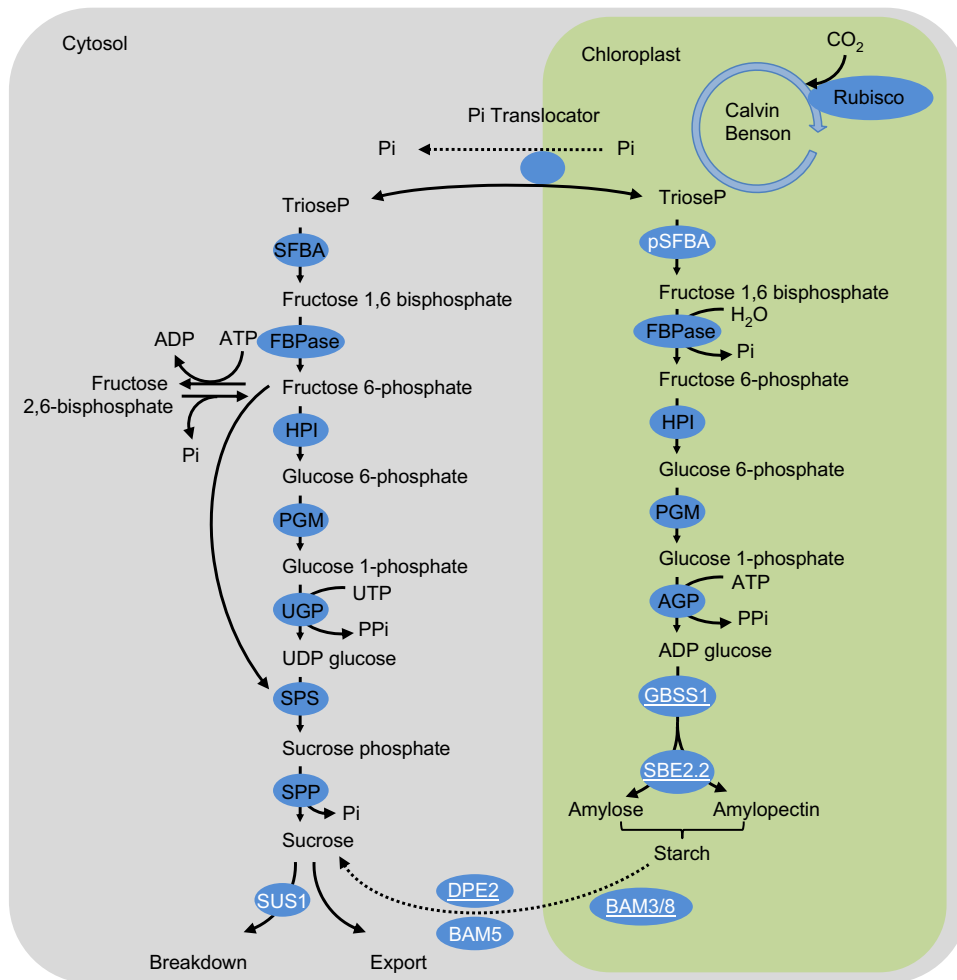 Cytosol
Chloroplast
CO2
Rubisco
Calvin
Benson
Pi Translocator
Pi
Pi
TrioseP
TrioseP
SFBA
pSFBA
Fructose 1,6 bisphosphate
Fructose 1,6 bisphosphate
H2O
FBPase
Pi
ADP
ATP
FBPase
Fructose
2,6-bisphosphate
Pi
Fructose 6-phosphate
Fructose 6-phosphate
HPI
HPI
Glucose 6-phosphate
Glucose 6-phosphate
PGM
PGM
Glucose 1-phosphate
Glucose 1-phosphate
UTP
UGP
PPi
ATP
AGP
PPi
UDP glucose
ADP glucose
SPS
GBSS1
Sucrose phosphate
SBE2.2
SPP
Pi
Amylose
Amylopectin
Sucrose
Starch
SUS1
DPE2
BAM5
BAM3/8
Breakdown
Export